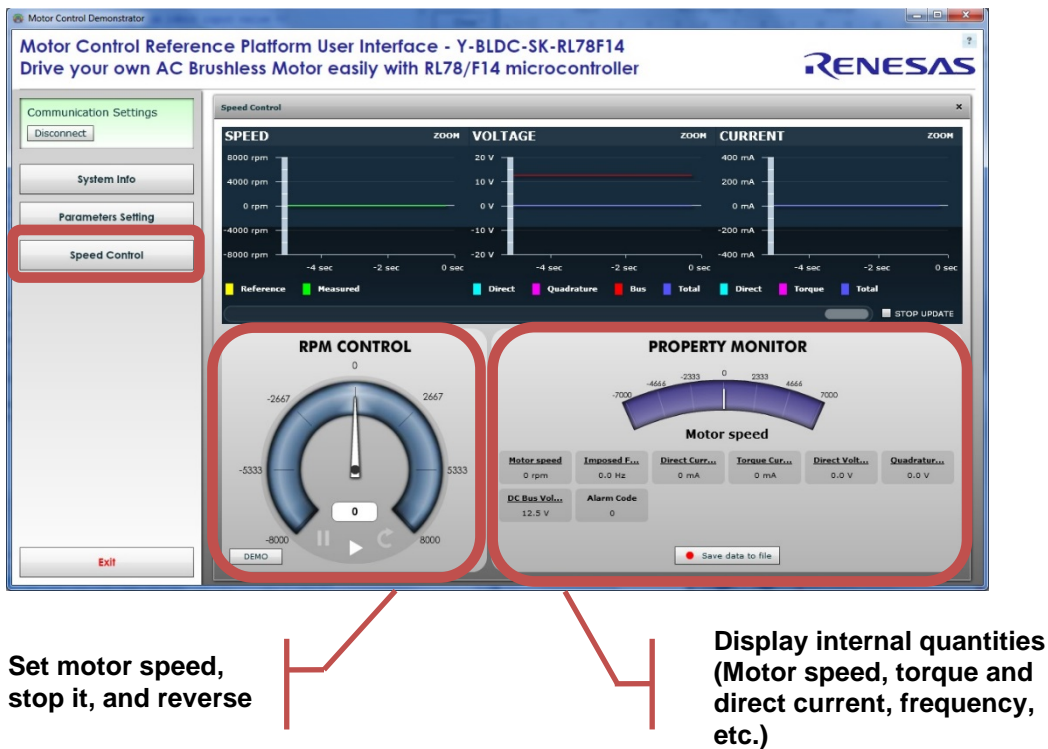 Motor Control Demonstrator
Motor Control Reference Platform User Interface - Y-BLDC-SK-RL78F14
Drive your own AC Brushless Motor easily with RL78/F14 microcontroller
?
RENESAS
Communication Settings
Disconnect
System Info
Parameters Setting
Speed Control
Exit
Speed Control
x
SPEED
ZOOM
8000 rpm
4000 rpm
0 rpm
-4000 rpm
-8000 rpm
-4 sec
-2 sec
0 sec
Reference
Measured
VOLTAGE
ZOOM
20 V
10 V
0 V
-10 V
-20 V
-4 sec
-2 sec
0 sec
Direct
Quadrature
Bus
Total
CURRENT
ZOOM
400 mA
200 mA
0 mA
-200 mA
-400 mA
-4 sec
-2 sec
0 sec
Direct
Torque
Total
STOP UPDATE
RPM CONTROL
0
-2667
2667
-5333
5333
0
-8000
8000
DEMO
PROPERTY MONITOR
-7000
-4666
-2333
0
2333
4666
7000
Motor speed
Motor speed
0 rpm
Imposed F...
0.0 Hz
Direct Curr...
0 mA
Torque Cur...
0 mA
Direct Volt...
0.0 V
Quadratur...
0.0 V
DC Bus Vol...
12.5 V
Alarm Code
0
Save data to file
Set motor speed,
stop it, and reverse
Display internal quantities
(Motor speed, torque and
direct current, frequency,
etc.)